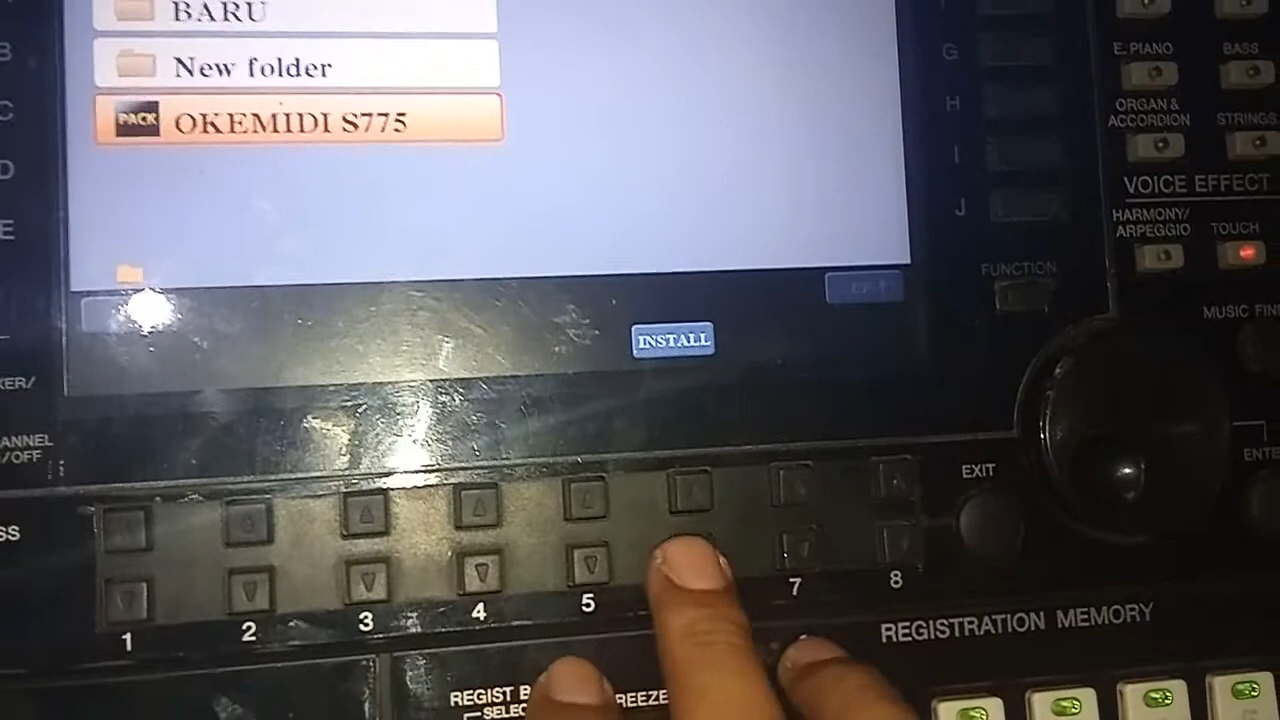 BARU
New folder
PACK OKEMIDI S775
INSTALL
B
C
D
E
G
H
I
J
E. PIANO
BASS
ORGAN &
ACCORDION
STRINGS
VOICE EFFECT
HARMONY/
ARPEGGIO
TOUCH
FUNCTION
EXIT
1
2
3
4
5
7
8
REGISTRATION MEMORY